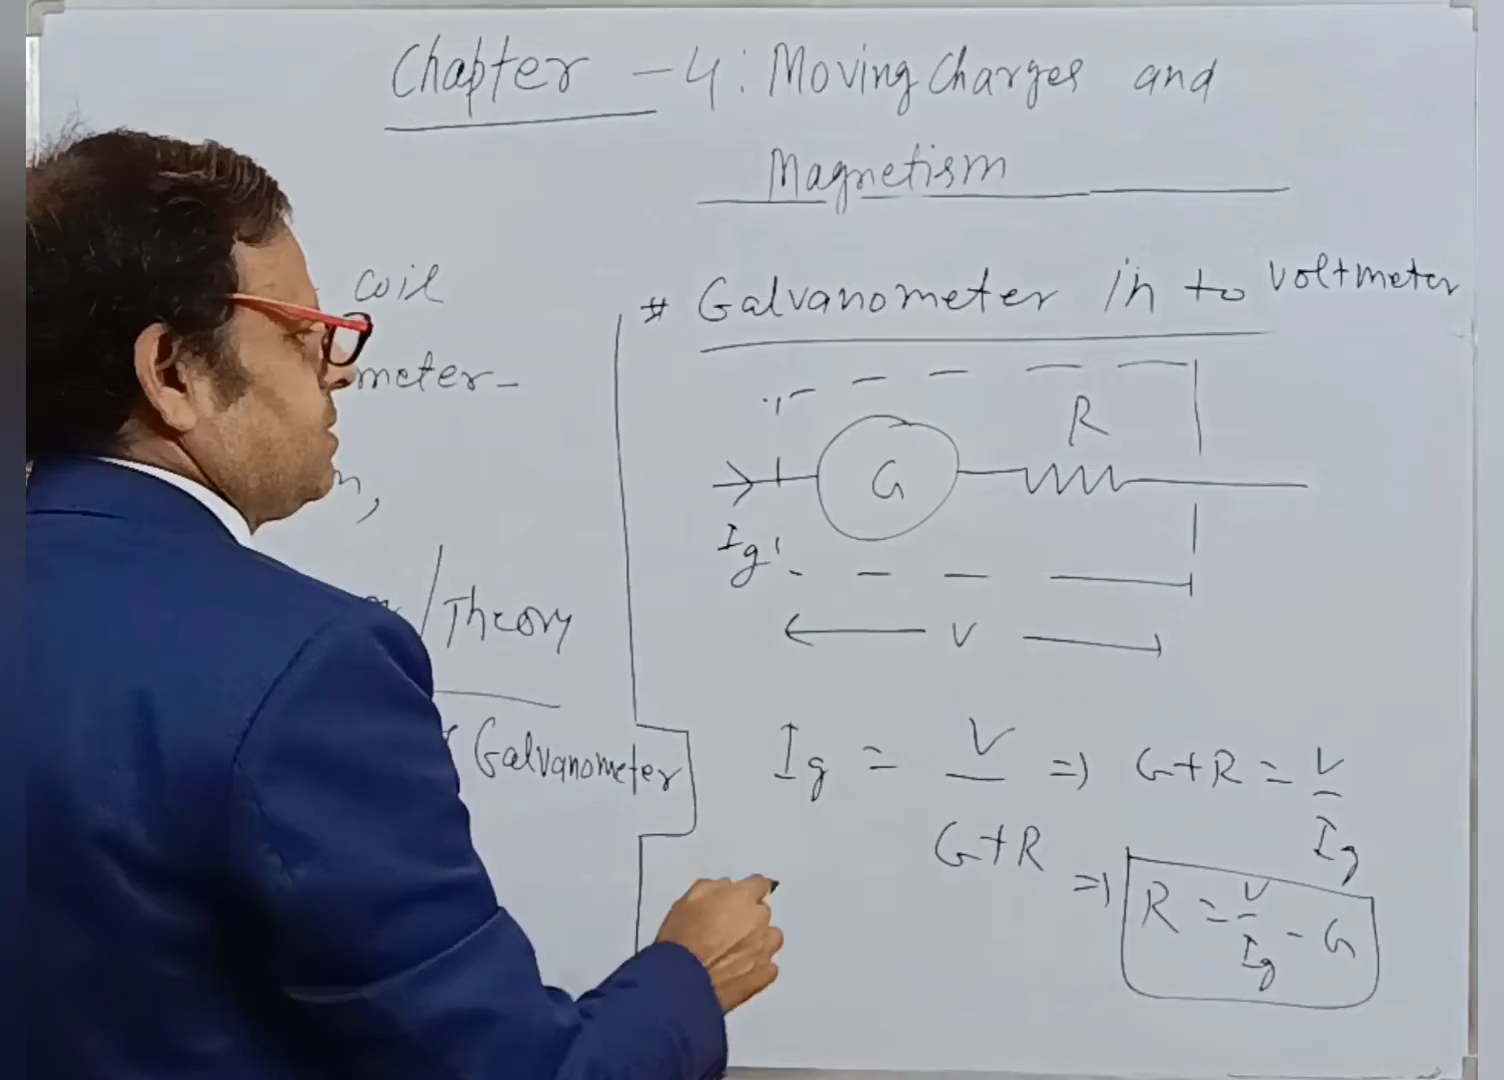 Chapter - 4 : Moving Charges and
Magnetism
coil
meter-
/Theory
Galvanometer
# Galvanometer in to voltmeter
R
G
Ig
V
Ig = V/G+R => G+R = V/Ig
=> R = V/Ig - G